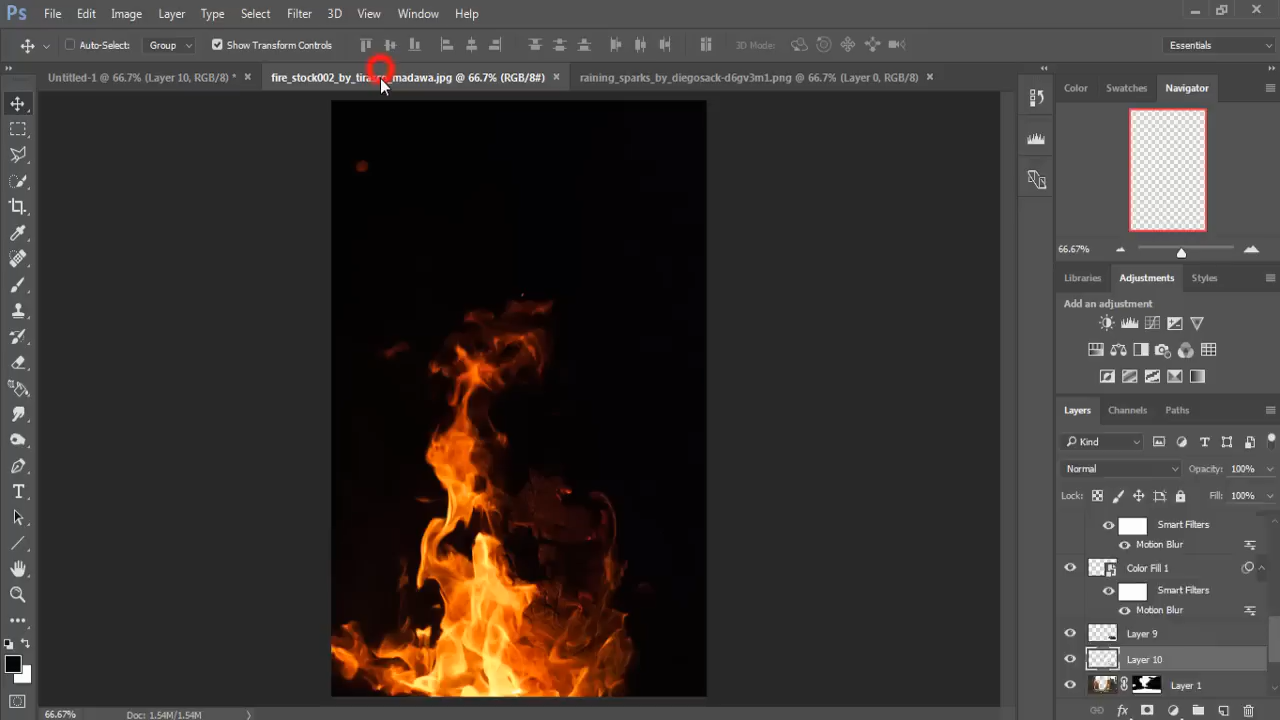 Ps File Edit Image Layer Type Select Filter 3D View Window Help
Auto-Select: Group Show Transform Controls 3D Mode: Essentials
Untitled-1 @ 66.7% (Layer 10, RGB/8) * × fire_stock002_by_tirass_madawa.jpg @ 66.7% (RGB/8#) × raining_sparks_by_diegosack-d6gv3m1.png @ 66.7% (Layer 0, RGB/8) ×
Color Swatches Navigator
66.67%
Libraries Adjustments Styles
Add an adjustment
Layers Channels Paths
Kind
Normal Opacity: 100%
Lock: Fill: 100%
Smart Filters
Motion Blur
Color Fill 1
Smart Filters
Motion Blur
Layer 9
Layer 10
Layer 1
fx
66.67% Doc: 1.54M/1.54M